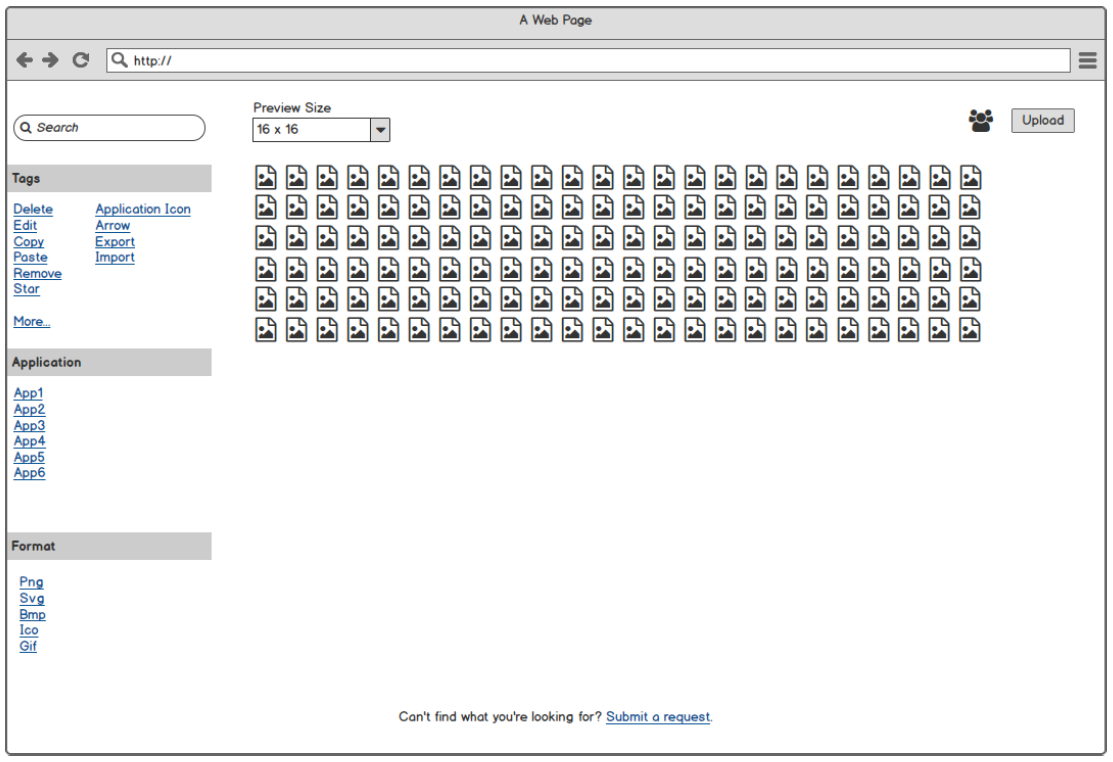 A Web Page
http://
Search
Preview Size
16 x 16
Upload
Tags
Delete
Edit
Copy
Paste
Remove
Star
Application Icon
Arrow
Export
Import
More...
Application
App1
App2
App3
App4
App5
App6
Format
Png
Svg
Bmp
Ico
Gif
Can't find what you're looking for? Submit a request.